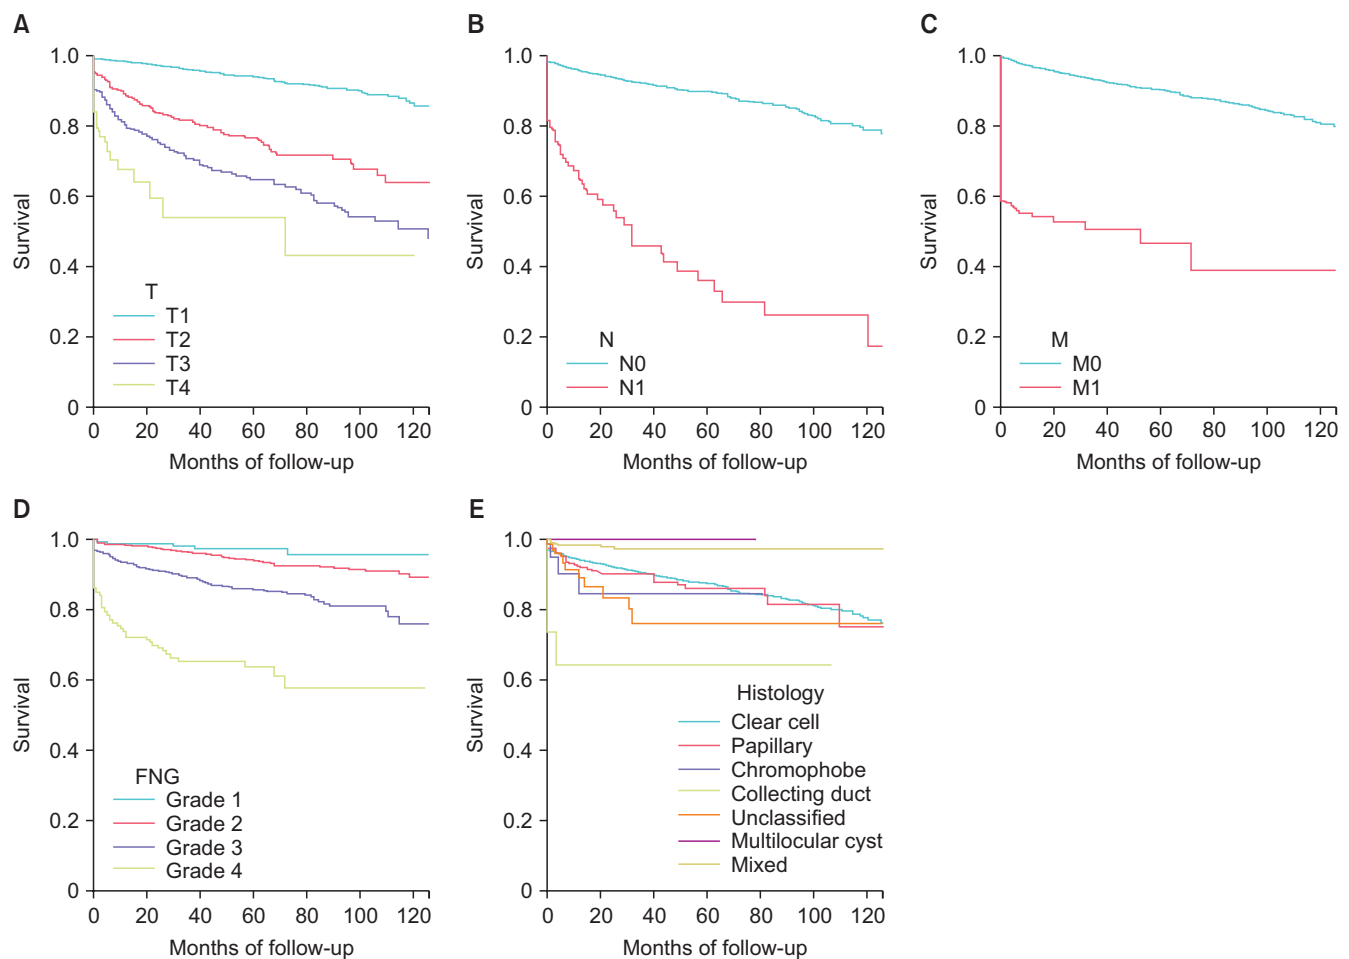 A
1.0
0.8
0.6
0.4
0.2
0
Survival
T
T1
T2
T3
T4
0 20 40 60 80 100 120
Months of follow-up
B
1.0
0.8
0.6
0.4
0.2
0
Survival
N
N0
N1
0 20 40 60 80 100 120
Months of follow-up
C
1.0
0.8
0.6
0.4
0.2
0
Survival
M
M0
M1
0 20 40 60 80 100 120
Months of follow-up
D
1.0
0.8
0.6
0.4
0.2
0
Survival
FNG
Grade 1
Grade 2
Grade 3
Grade 4
0 20 40 60 80 100 120
Months of follow-up
E
1.0
0.8
0.6
0.4
0.2
0
Survival
Histology
Clear cell
Papillary
Chromophobe
Collecting duct
Unclassified
Multilocular cyst
Mixed
0 20 40 60 80 100 120
Months of follow-up